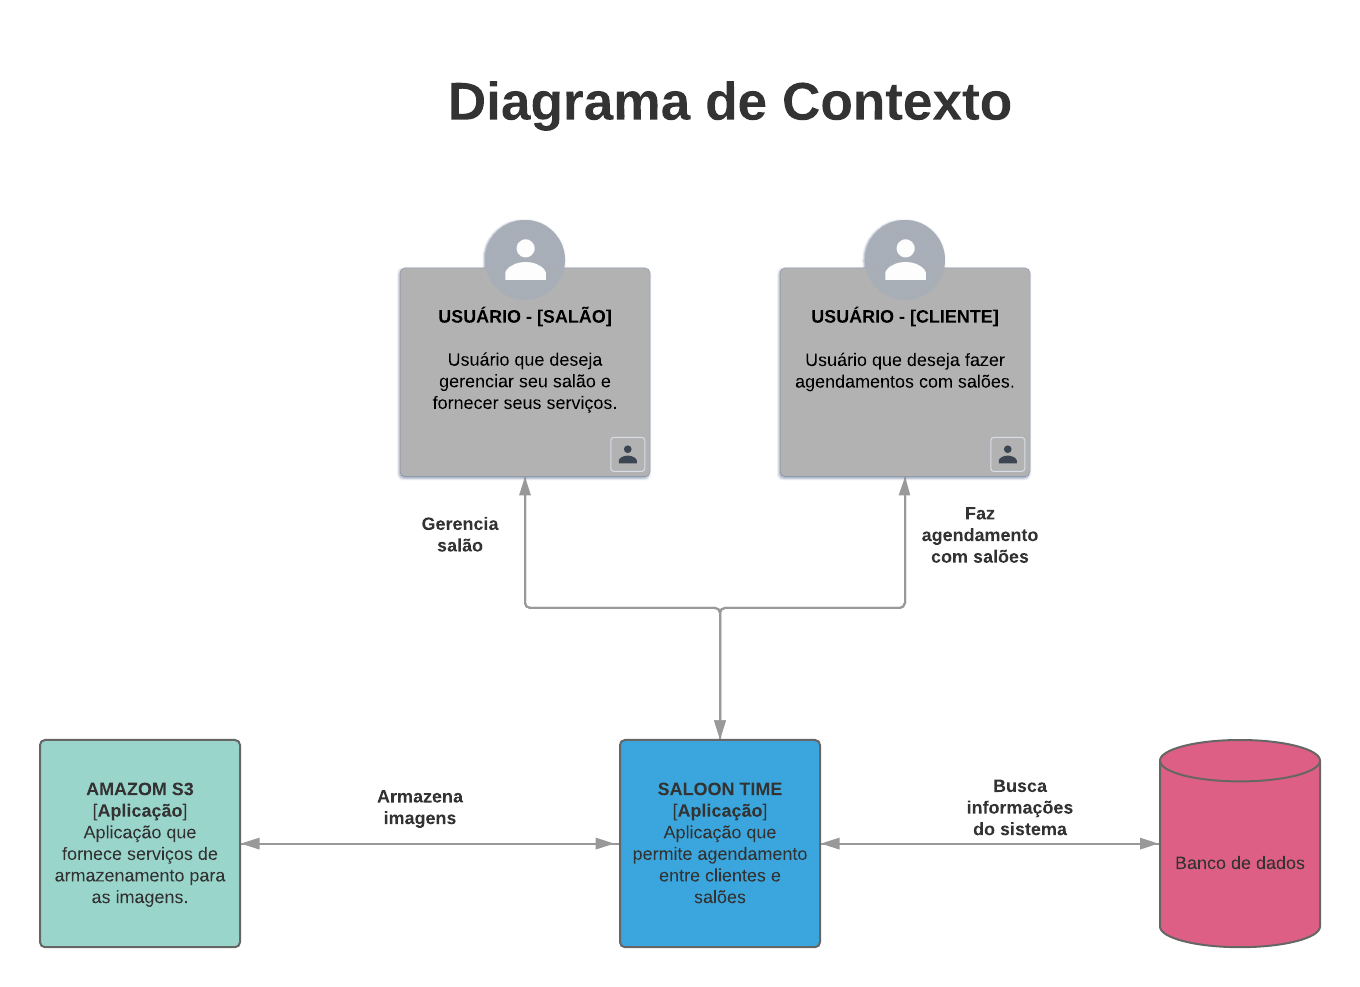 Diagrama de Contexto
USUÁRIO - [SALÃO]
Usuário que deseja
gerenciar seu salão e
fornecer seus serviços.
USUÁRIO - [CLIENTE]
Usuário que deseja fazer
agendamentos com salões.
Gerencia
salão
Faz
agendamento
com salões
AMAZOM S3
[Aplicação]
Aplicação que
fornece serviços de
armazenamento para
as imagens.
Armazena
imagens
SALOON TIME
[Aplicação]
Aplicação que
permite agendamento
entre clientes e
salões
Busca
informações
do sistema
Banco de dados